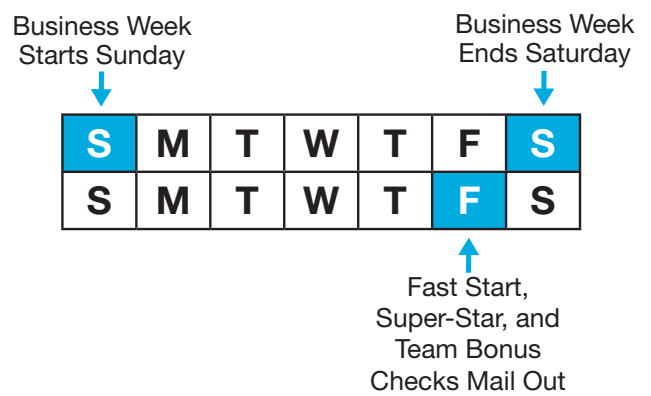 Business Week
Starts Sunday
Business Week
Ends Saturday
S M T W T F S
S M T W T F S
Fast Start,
Super-Star, and
Team Bonus
Checks Mail Out